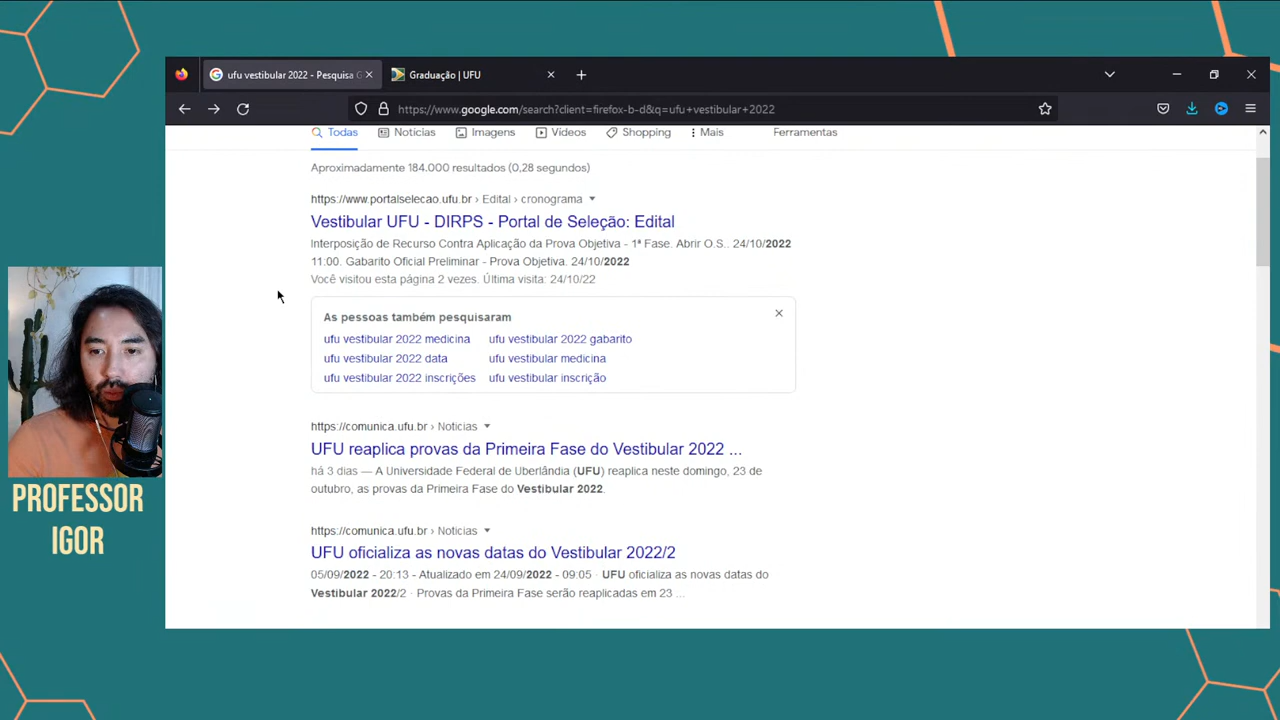 ufu vestibular 2022 - Pesquisa G
Graduação | UFU
https://www.google.com/search?client=firefox-b-d&q=ufu+vestibular+2022
Todas Notícias Imagens Vídeos Shopping Mais Ferramentas
Aproximadamente 184.000 resultados (0,28 segundos)
https://www.portalselecao.ufu.br › Edital › cronograma
Vestibular UFU - DIRPS - Portal de Seleção: Edital
Interposição de Recurso Contra Aplicação da Prova Objetiva - 1ª Fase. Abrir O.S.. 24/10/2022
11:00. Gabarito Oficial Preliminar - Prova Objetiva. 24/10/2022
Você visitou esta página 2 vezes. Última visita: 24/10/22
As pessoas também pesquisaram
ufu vestibular 2022 medicina ufu vestibular 2022 gabarito
ufu vestibular 2022 data ufu vestibular medicina
ufu vestibular 2022 inscrições ufu vestibular inscrição
https://comunica.ufu.br › Noticias
UFU reaplica provas da Primeira Fase do Vestibular 2022 ...
há 3 dias — A Universidade Federal de Uberlândia (UFU) reaplica neste domingo, 23 de
outubro, as provas da Primeira Fase do Vestibular 2022.
https://comunica.ufu.br › Noticias
UFU oficializa as novas datas do Vestibular 2022/2
05/09/2022 - 20:13 - Atualizado em 24/09/2022 - 09:05 · UFU oficializa as novas datas do
Vestibular 2022/2 · Provas da Primeira Fase serão reaplicadas em 23 ...
PROFESSOR
IGOR